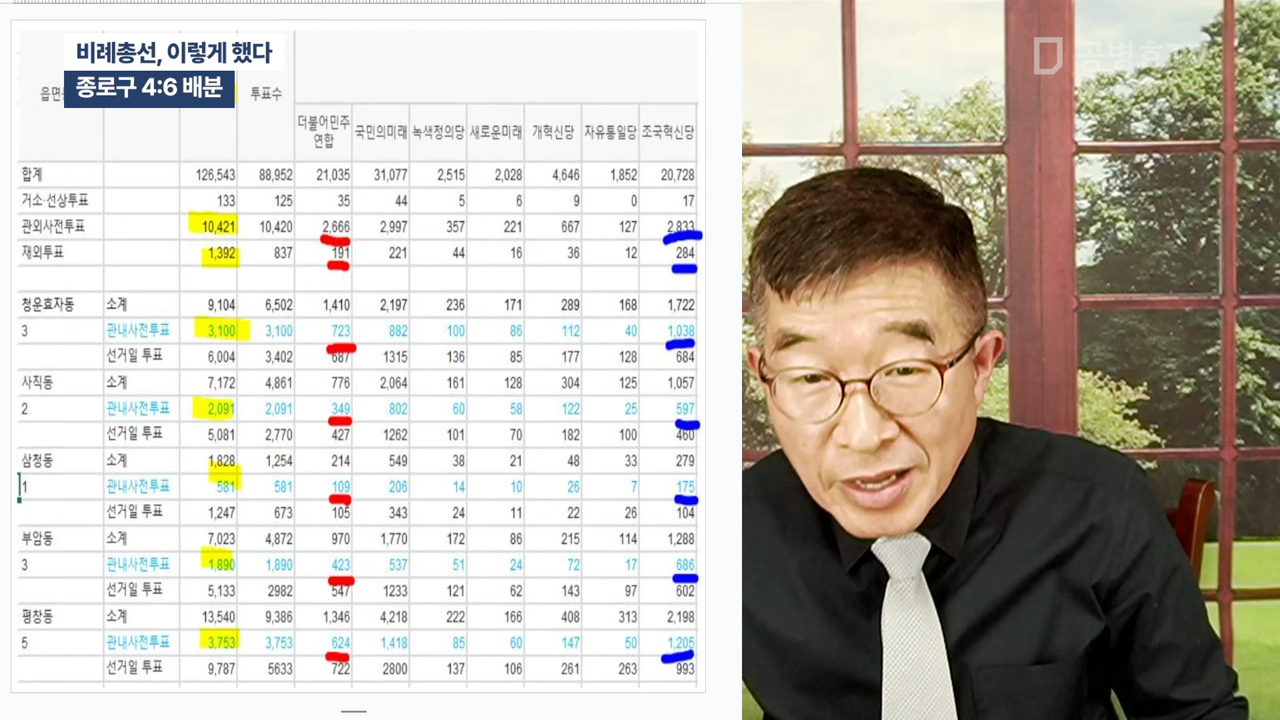 비례총선, 이렇게 했다
종로구 4:6 배분
투표수
더불어민주연합 국민의미래 녹색정의당 새로운미래 개혁신당 자유통일당 조국혁신당
합계 126,543 88,952 21,035 31,077 2,515 2,028 4,646 1,852 20,728
거소·선상투표 133 125 35 44 5 6 9 0 17
관외사전투표 10,421 10,420 2,666 2,997 357 221 667 127 2,833
재외투표 1,392 837 191 221 44 16 36 12 284
청운효자동 소계 9,104 6,502 1,410 2,197 236 171 289 168 1,722
3 관내사전투표 3,100 3,100 723 882 100 86 112 40 1,038
선거일 투표 6,004 3,402 687 1315 136 85 177 128 684
사직동 소계 7,172 4,861 776 2,064 161 128 304 125 1,057
2 관내사전투표 2,091 2,091 349 802 60 58 122 25 597
선거일 투표 5,081 2,770 427 1262 101 70 182 100 460
삼청동 소계 1,828 1,254 214 549 38 21 48 33 279
1 관내사전투표 581 581 109 206 14 10 26 7 175
선거일 투표 1,247 673 105 343 24 11 22 26 104
부암동 소계 7,023 4,872 970 1,770 172 86 215 114 1,288
3 관내사전투표 1,890 1,890 423 537 51 24 72 17 686
선거일 투표 5,133 2982 547 1233 121 62 143 97 602
평창동 소계 13,540 9,386 1,346 4,218 222 166 408 313 2,198
5 관내사전투표 3,753 3,753 624 1,418 85 60 147 50 1,205
선거일 투표 9,787 5633 722 2800 137 106 261 263 993
공병호TV